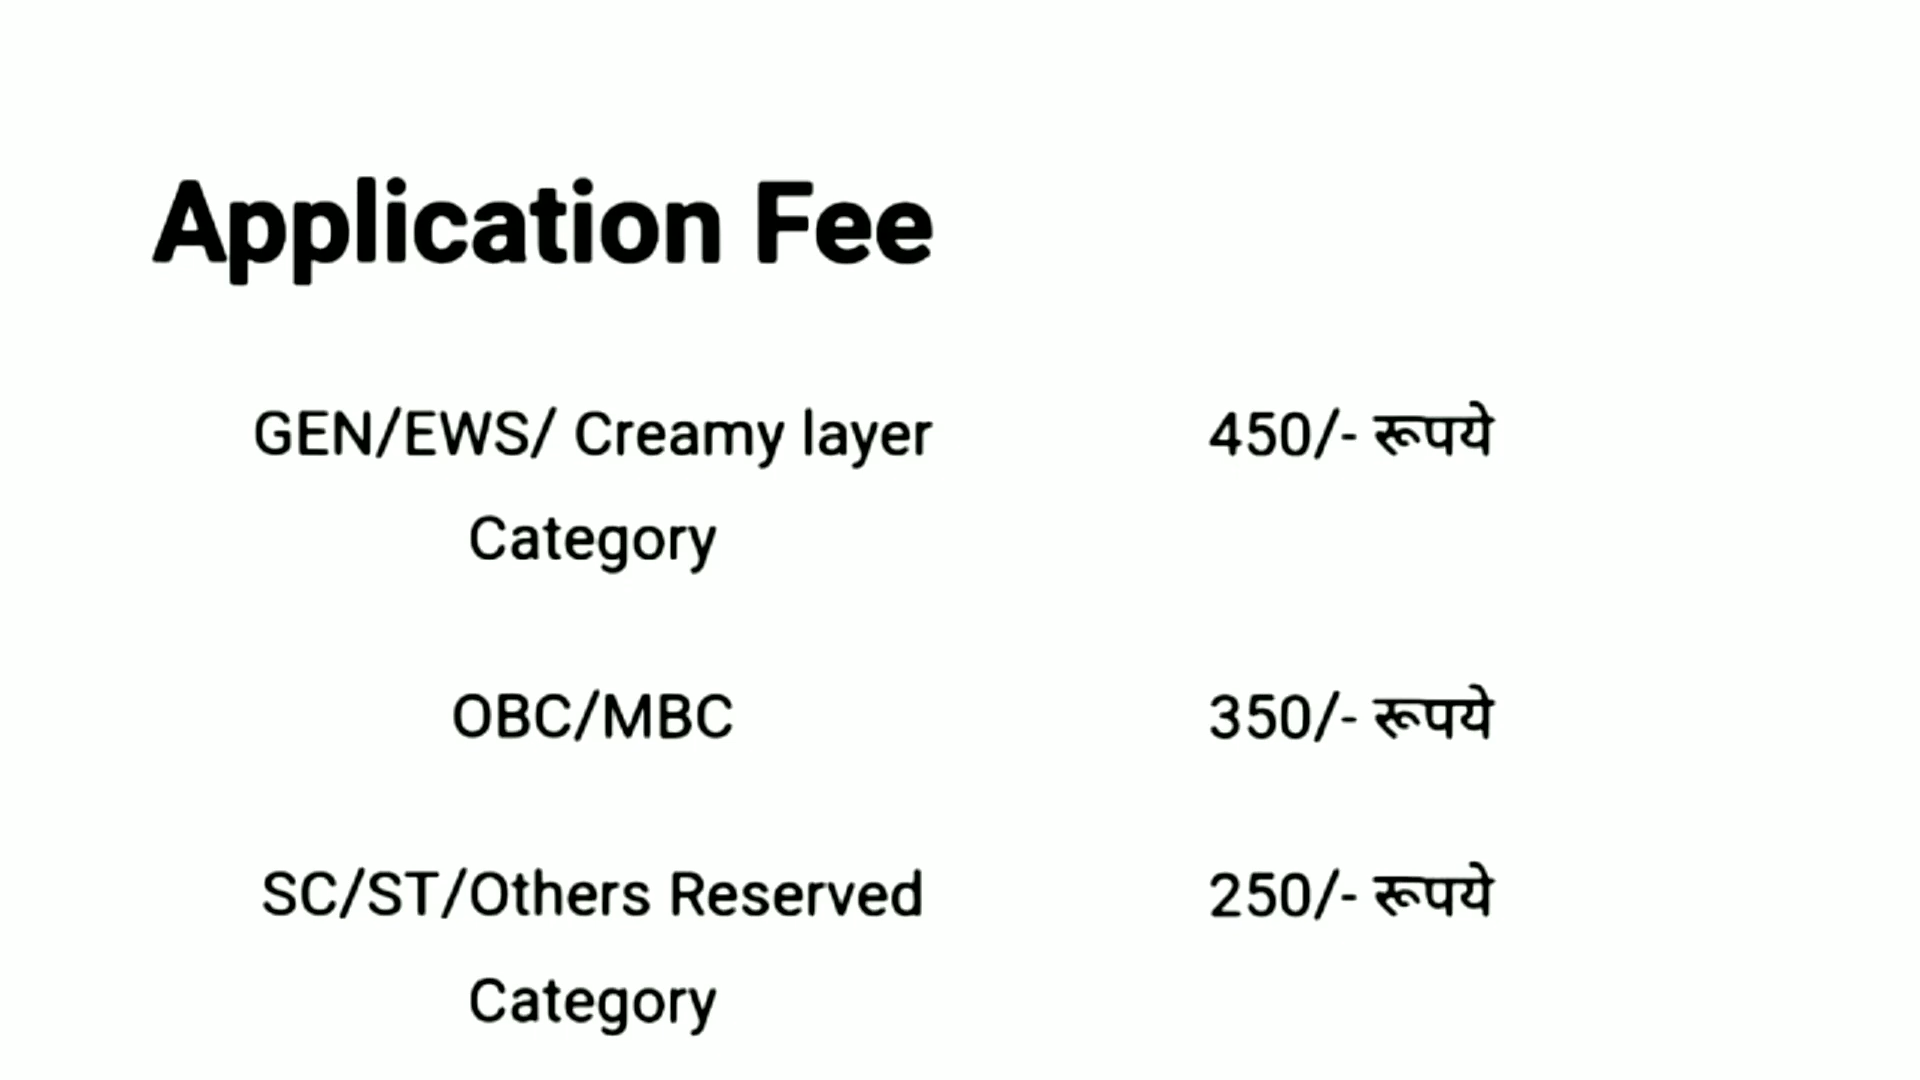 Application Fee
GEN/EWS/ Creamy layer 450/- रूपये
Category
OBC/MBC 350/- रूपये
SC/ST/Others Reserved 250/- रूपये
Category